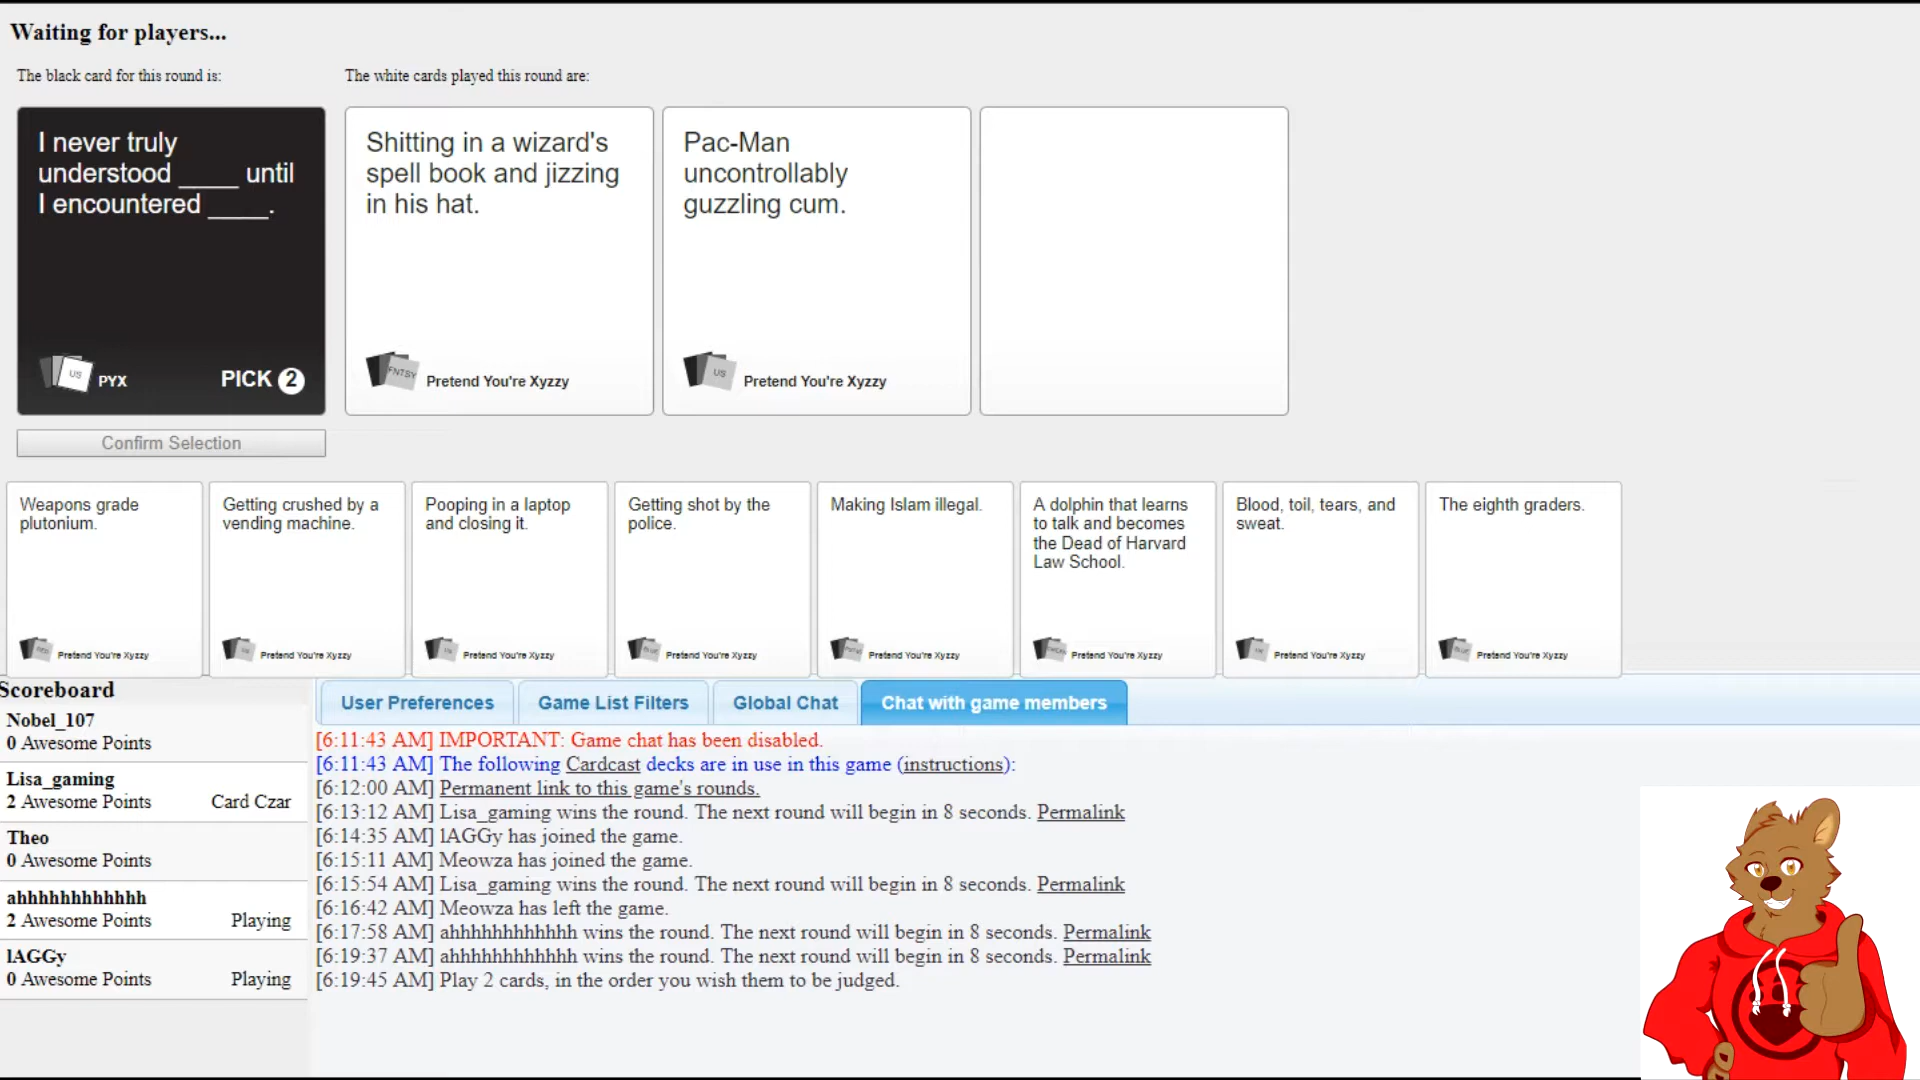 Waiting for players...
The black card for this round is:
The white cards played this round are:
I never truly
understood ____ until
I encountered ____.
US
PYX
PICK 2
Shitting in a wizard's
spell book and jizzing
in his hat.
FNTSY
Pretend You're Xyzzy
Pac-Man
uncontrollably
guzzling cum.
US
Pretend You're Xyzzy
Confirm Selection
Weapons grade
plutonium.
Pretend You're Xyzzy
Getting crushed by a
vending machine.
Pretend You're Xyzzy
Pooping in a laptop
and closing it.
Pretend You're Xyzzy
Getting shot by the
police.
Pretend You're Xyzzy
Making Islam illegal.
Pretend You're Xyzzy
A dolphin that learns
to talk and becomes
the Dead of Harvard
Law School.
Pretend You're Xyzzy
Blood, toil, tears, and
sweat.
Pretend You're Xyzzy
The eighth graders.
Pretend You're Xyzzy
Scoreboard
Nobel_107
0 Awesome Points
Lisa_gaming
2 Awesome Points Card Czar
Theo
0 Awesome Points
ahhhhhhhhhhhh
2 Awesome Points Playing
lAGGy
0 Awesome Points Playing
User Preferences
Game List Filters
Global Chat
Chat with game members
[6:11:43 AM] IMPORTANT: Game chat has been disabled.
[6:11:43 AM] The following Cardcast decks are in use in this game (instructions):
[6:12:00 AM] Permanent link to this game's rounds.
[6:13:12 AM] Lisa_gaming wins the round. The next round will begin in 8 seconds. Permalink
[6:14:35 AM] lAGGy has joined the game.
[6:15:11 AM] Meowza has joined the game.
[6:15:54 AM] Lisa_gaming wins the round. The next round will begin in 8 seconds. Permalink
[6:16:42 AM] Meowza has left the game.
[6:17:58 AM] ahhhhhhhhhhhh wins the round. The next round will begin in 8 seconds. Permalink
[6:19:37 AM] ahhhhhhhhhhhh wins the round. The next round will begin in 8 seconds. Permalink
[6:19:45 AM] Play 2 cards, in the order you wish them to be judged.